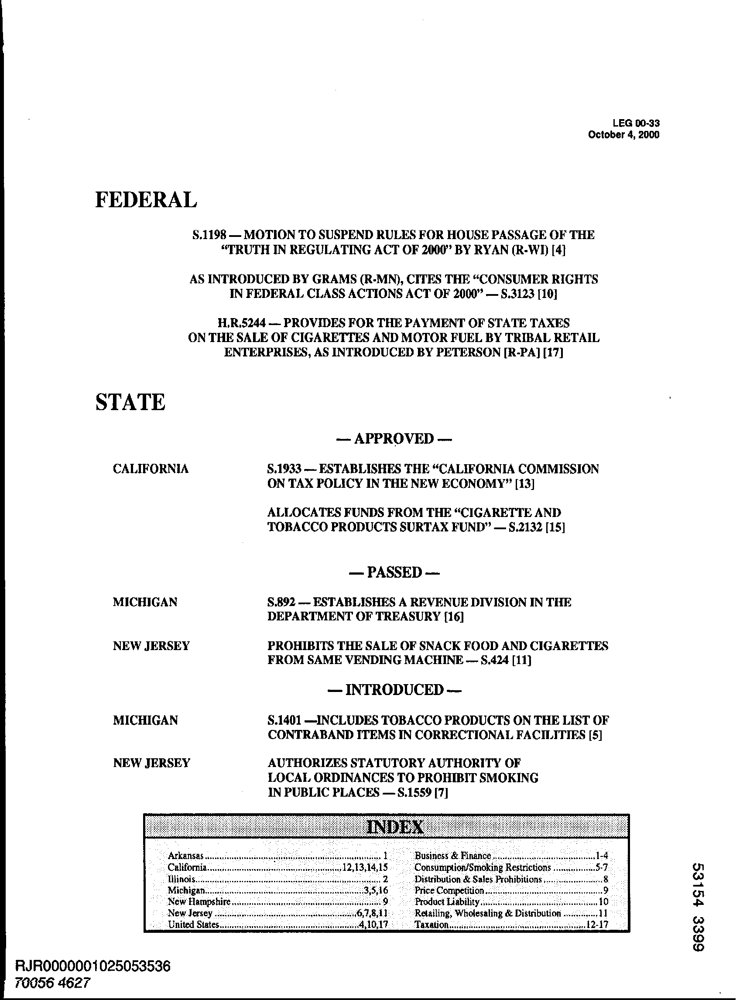 LEG 00-33
October 4, 2000
FEDERAL
S.1198 — MOTION TO SUSPEND RULES FOR HOUSE PASSAGE OF THE
“TRUTH IN REGULATING ACT OF 2000” BY RYAN (R-WI) [4]
AS INTRODUCED BY GRAMS (R-MN), CITES THE “CONSUMER RIGHTS
IN FEDERAL CLASS ACTIONS ACT OF 2000” — S.3123 [10]
H.R.5244 — PROVIDES FOR THE PAYMENT OF STATE TAXES
ON THE SALE OF CIGARETTES AND MOTOR FUEL BY TRIBAL RETAIL
ENTERPRISES, AS INTRODUCED BY PETERSON [R-PA] [17]
STATE
— APPROVED —
CALIFORNIA S.1933 — ESTABLISHES THE “CALIFORNIA COMMISSION
ON TAX POLICY IN THE NEW ECONOMY” [13]
ALLOCATES FUNDS FROM THE “CIGARETTE AND
TOBACCO PRODUCTS SURTAX FUND” — S.2132 [15]
— PASSED —
MICHIGAN S.892 — ESTABLISHES A REVENUE DIVISION IN THE
DEPARTMENT OF TREASURY [16]
NEW JERSEY PROHIBITS THE SALE OF SNACK FOOD AND CIGARETTES
FROM SAME VENDING MACHINE — S.424 [11]
— INTRODUCED —
MICHIGAN S.1401 —INCLUDES TOBACCO PRODUCTS ON THE LIST OF
CONTRABAND ITEMS IN CORRECTIONAL FACILITIES [5]
NEW JERSEY AUTHORIZES STATUTORY AUTHORITY OF
LOCAL ORDINANCES TO PROHIBIT SMOKING
IN PUBLIC PLACES — S.1559 [7]
INDEX
Arkansas 1
California 12,13,14,15
Illinois 2
Michigan 3,5,16
New Hampshire 9
New Jersey 6,7,8,11
United States 4,10,17
Business & Finance 1-4
Consumption/Smoking Restrictions 5-7
Distribution & Sales Prohibitions 8
Price Competition 9
Product Liability 10
Retailing, Wholesaling & Distribution 11
Taxation 12-17
53154 3399
RJR0000001025053536
70056 4627